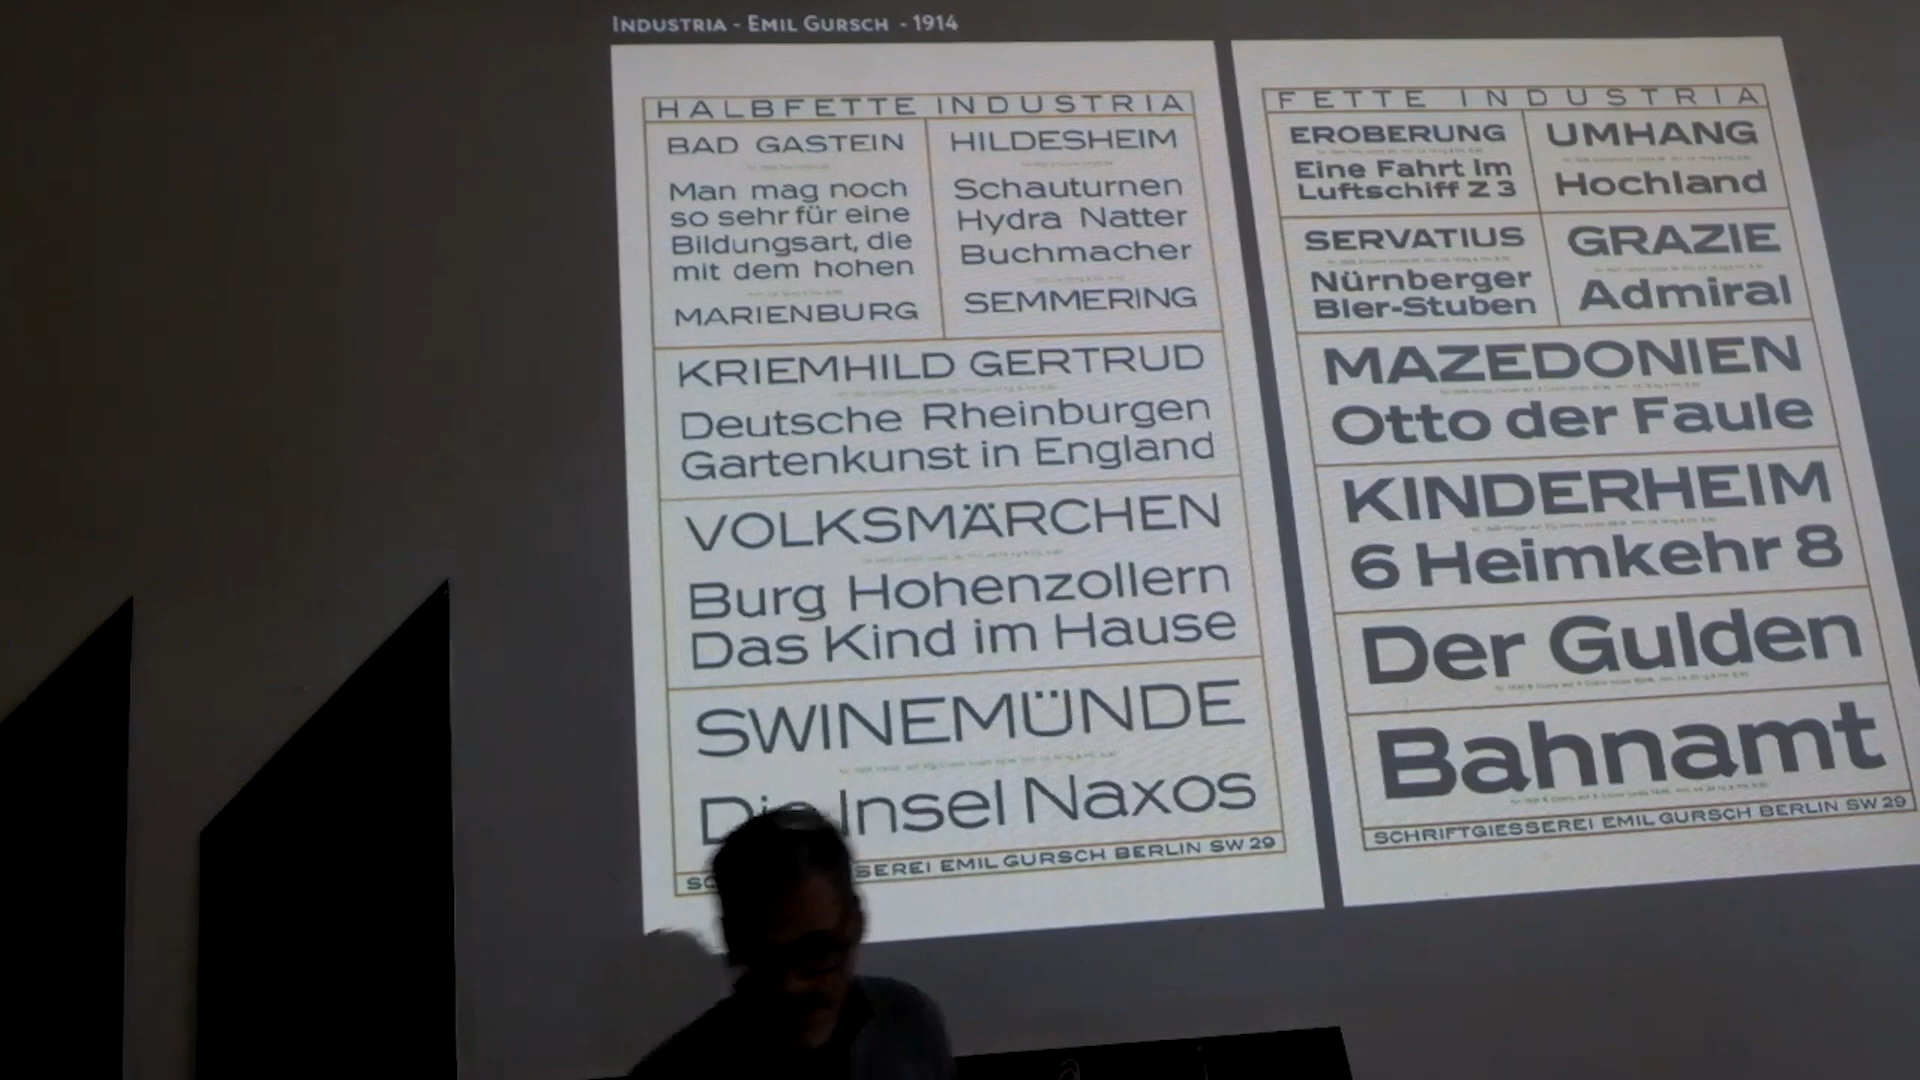 INDUSTRIA - EMIL GURSCH - 1914
HALBFETTE INDUSTRIA
BAD GASTEIN
Man mag noch
so sehr für eine
Bildungsart, die
mit dem hohen
MARIENBURG
HILDESHEIM
Schauturnen
Hydra Natter
Buchmacher
SEMMERING
KRIEMHILD GERTRUD
Deutsche Rheinburgen
Gartenkunst in England
VOLKSMÄRCHEN
Burg Hohenzollern
Das Kind im Hause
SWINEMÜNDE
Die Insel Naxos
SEREI EMIL GURSCH BERLIN SW 29
FETTE INDUSTRIA
EROBERUNG
Eine Fahrt im
Luftschiff Z 3
UMHANG
Hochland
SERVATIUS
Nürnberger
Bier-Stuben
GRAZIE
Admiral
MAZEDONIEN
Otto der Faule
KINDERHEIM
6 Heimkehr 8
Der Gulden
Bahnamt
SCHRIFTGIESSEREI EMIL GURSCH BERLIN SW 29